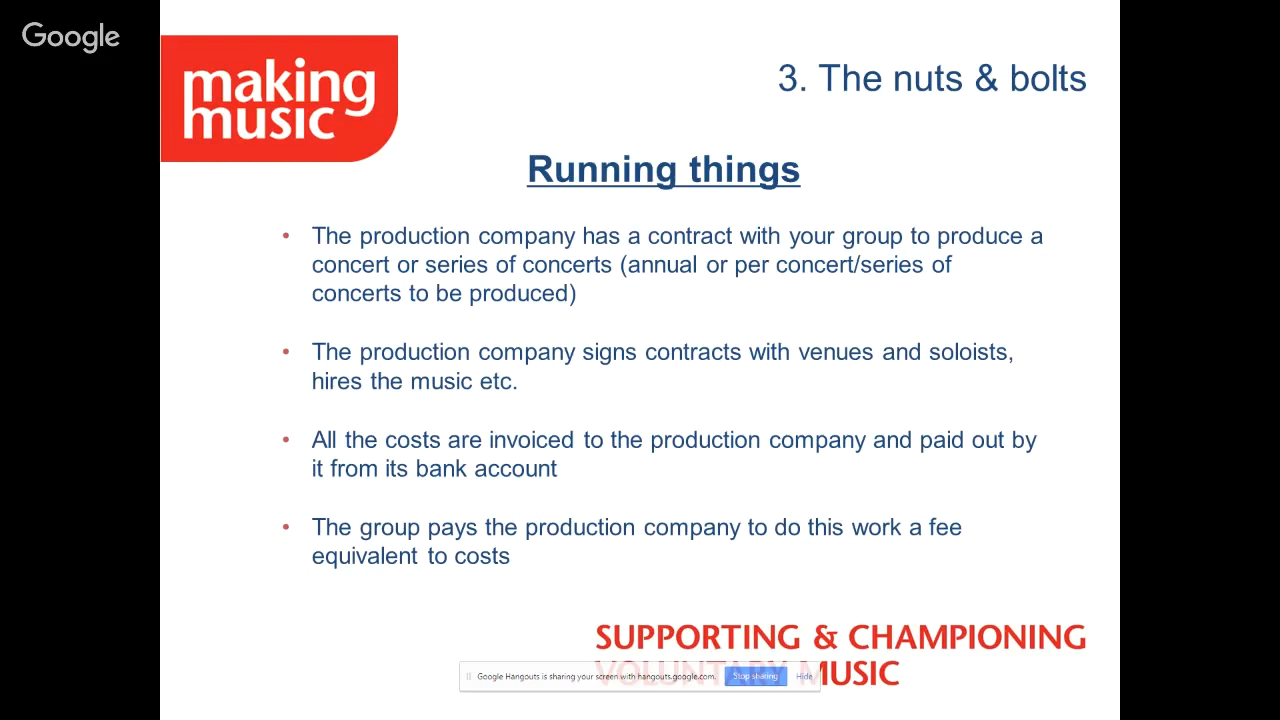 Google
making
music
3. The nuts & bolts
Running things
• The production company has a contract with your group to produce a
concert or series of concerts (annual or per concert/series of
concerts to be produced)
• The production company signs contracts with venues and soloists,
hires the music etc.
• All the costs are invoiced to the production company and paid out by
it from its bank account
• The group pays the production company to do this work a fee
equivalent to costs
SUPPORTING & CHAMPIONING
VOLUNTARY MUSIC
Google Hangouts is sharing your screen with hangouts.google.com.
Stop sharing
Hide